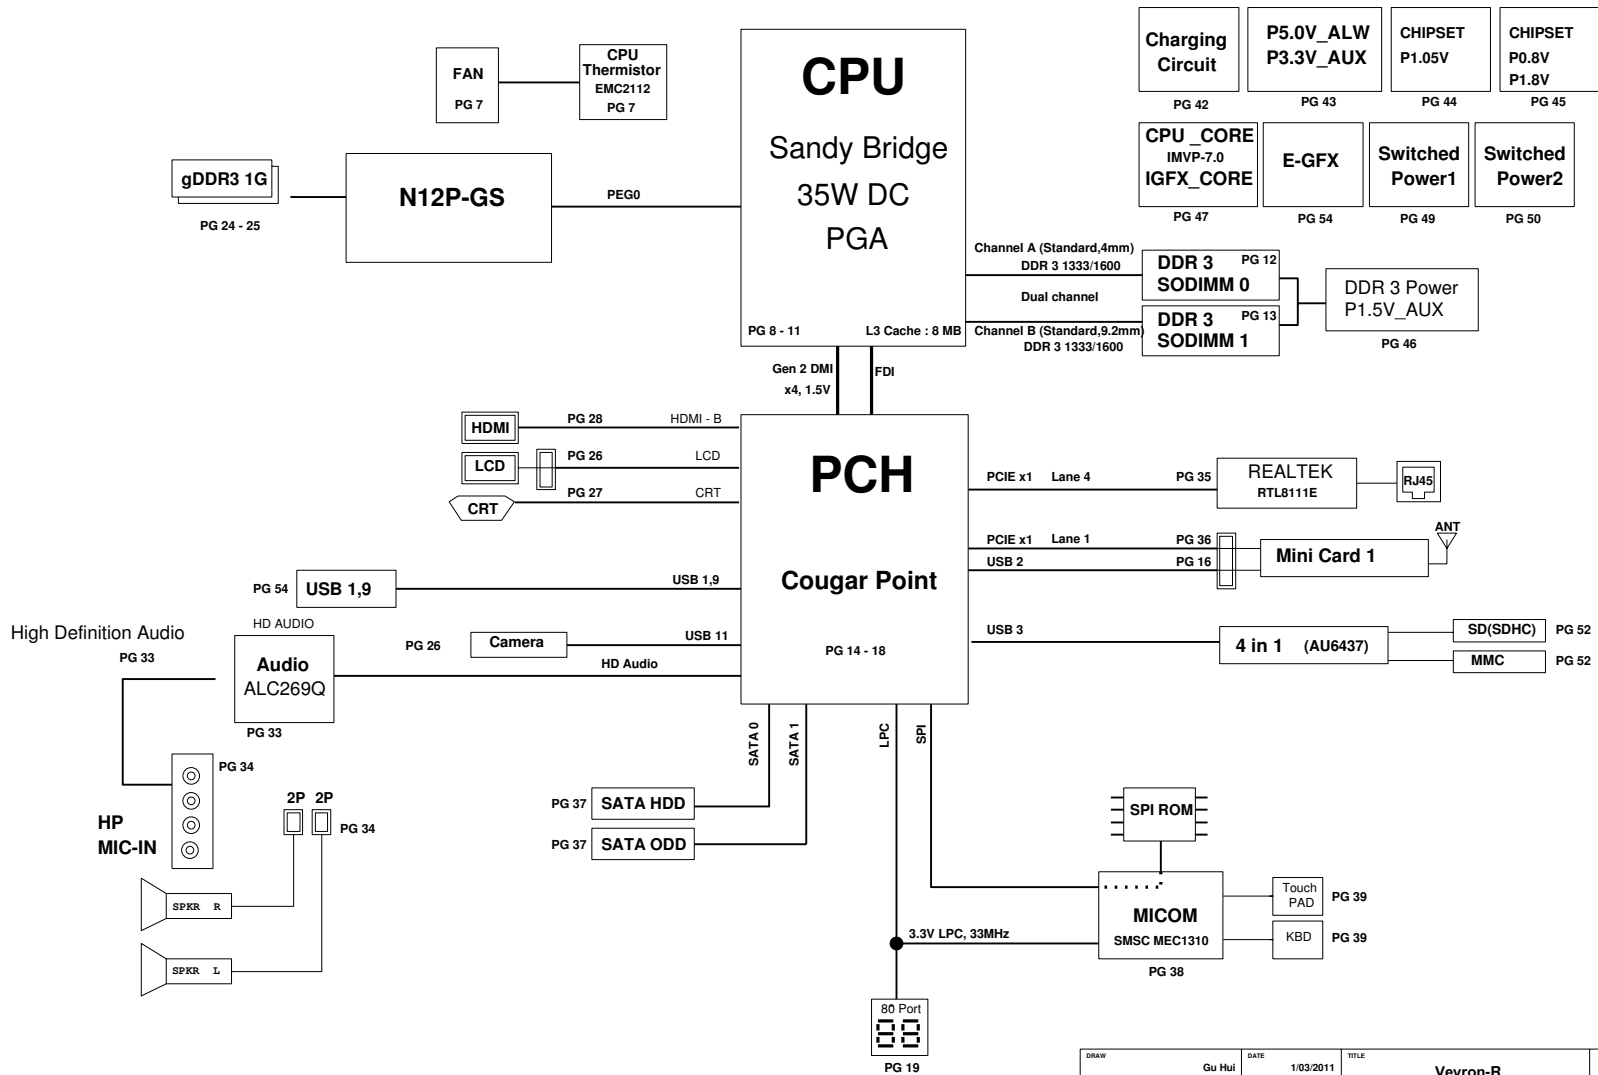 CPU
Sandy Bridge
35W DC
PGA
PG 8 - 11
L3 Cache : 8 MB
FAN
PG 7
CPU
Thermistor
EMC2112
PG 7
gDDR3 1G
PG 24 - 25
N12P-GS
PEG0
Charging
Circuit
PG 42
P5.0V_ALW
P3.3V_AUX
PG 43
CHIPSET
P1.05V
PG 44
CHIPSET
P0.8V
P1.8V
PG 45
CPU _CORE
IMVP-7.0
IGFX_CORE
PG 47
E-GFX
PG 54
Switched
Power1
PG 49
Switched
Power2
PG 50
Channel A (Standard,4mm)
DDR 3 1333/1600
Dual channel
Channel B (Standard,9.2mm)
DDR 3 1333/1600
DDR 3
SODIMM 0
PG 12
DDR 3
SODIMM 1
PG 13
DDR 3 Power
P1.5V_AUX
PG 46
Gen 2 DMI
x4, 1.5V
FDI
PCH
Cougar Point
PG 14 - 18
HDMI
PG 28
HDMI - B
LCD
PG 26
LCD
CRT
PG 27
CRT
PG 54
USB 1,9
USB 1,9
PG 26
Camera
USB 11
High Definition Audio
PG 33
HD AUDIO
Audio
ALC269Q
PG 33
HD Audio
PG 34
HP
MIC-IN
2P
2P
PG 34
SPKR R
SPKR L
PCIE x1 Lane 4
PG 35
REALTEK
RTL8111E
RJ45
PCIE x1 Lane 1
PG 36
USB 2
PG 16
Mini Card 1
ANT
USB 3
4 in 1 (AU6437)
SD(SDHC)
PG 52
MMC
PG 52
SATA 0
SATA 1
LPC
SPI
PG 37
SATA HDD
PG 37
SATA ODD
SPI ROM
MICOM
SMSC MEC1310
PG 38
Touch
PAD
PG 39
KBD
PG 39
3.3V LPC, 33MHz
80 Port
88
PG 19
DRAW
Gu Hui
DATE
1/03/2011
TITLE
Veyron-R